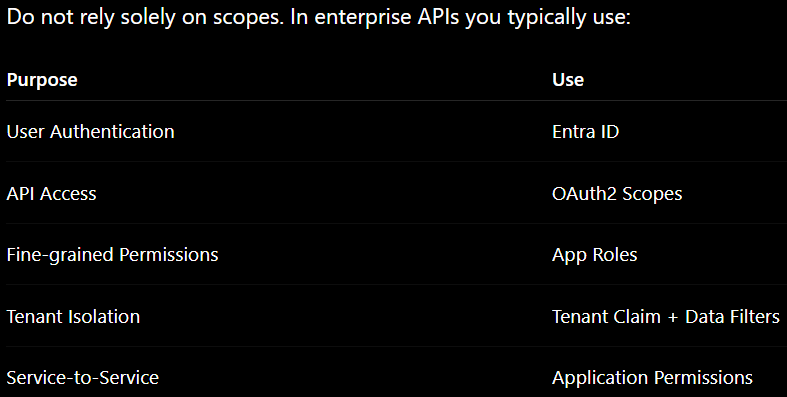 Do not rely solely on scopes. In enterprise APIs you typically use:
Purpose Use
User Authentication Entra ID
API Access OAuth2 Scopes
Fine-grained Permissions App Roles
Tenant Isolation Tenant Claim + Data Filters
Service-to-Service Application Permissions